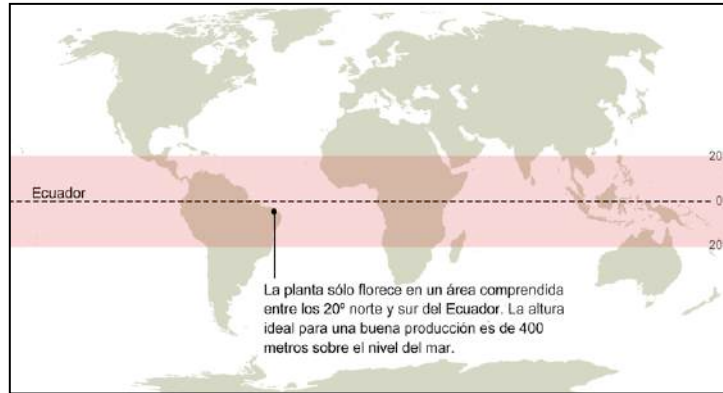 20
Ecuador
0
20
La planta sólo florece en un área comprendida
entre los 20º norte y sur del Ecuador. La altura
ideal para una buena producción es de 400
metros sobre el nivel del mar.